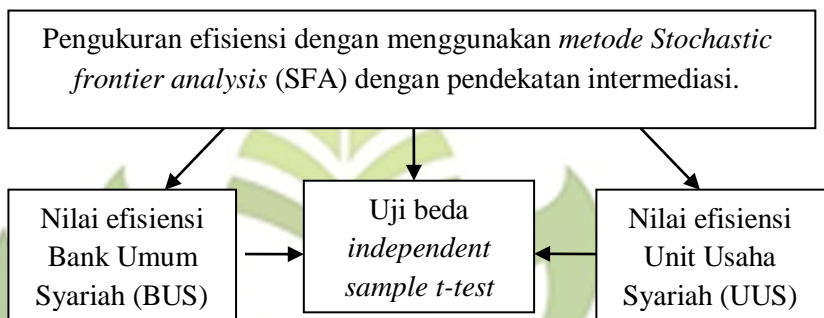 Pengukuran efisiensi dengan menggunakan metode Stochastic
frontier analysis (SFA) dengan pendekatan intermediasi.
Nilai efisiensi
Bank Umum
Syariah (BUS)
Uji beda
independent
sample t-test
Nilai efisiensi
Unit Usaha
Syariah (UUS)